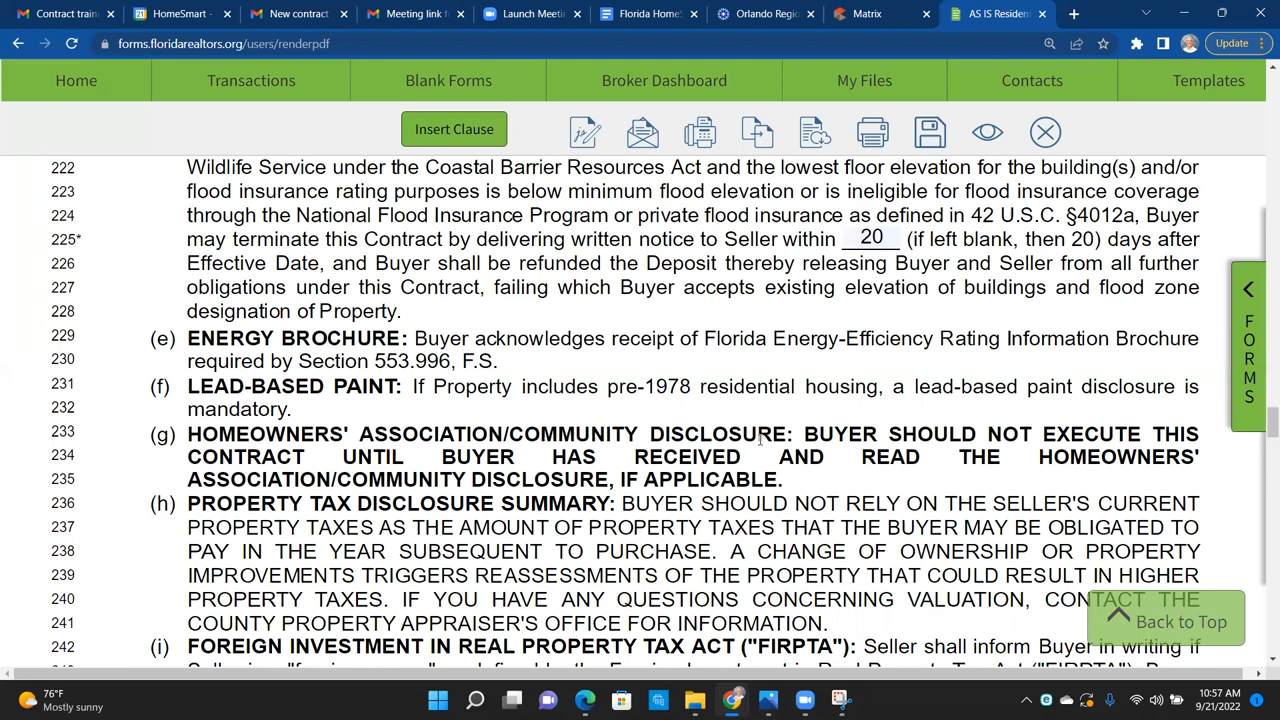 Contract train
HomeSmart -
New contract
Meeting link f
Launch Meeti
Florida HomeS
Orlando Regio
Matrix
AS IS Residen
forms.floridarealtors.org/users/renderpdf
Update
Home
Transactions
Blank Forms
Broker Dashboard
My Files
Contacts
Templates
Insert Clause
222 Wildlife Service under the Coastal Barrier Resources Act and the lowest floor elevation for the building(s) and/or
223 flood insurance rating purposes is below minimum flood elevation or is ineligible for flood insurance coverage
224 through the National Flood Insurance Program or private flood insurance as defined in 42 U.S.C. §4012a, Buyer
225* may terminate this Contract by delivering written notice to Seller within 20 (if left blank, then 20) days after
226 Effective Date, and Buyer shall be refunded the Deposit thereby releasing Buyer and Seller from all further
227 obligations under this Contract, failing which Buyer accepts existing elevation of buildings and flood zone
228 designation of Property.
229 (e) ENERGY BROCHURE: Buyer acknowledges receipt of Florida Energy-Efficiency Rating Information Brochure
230 required by Section 553.996, F.S.
231 (f) LEAD-BASED PAINT: If Property includes pre-1978 residential housing, a lead-based paint disclosure is
232 mandatory.
233 (g) HOMEOWNERS' ASSOCIATION/COMMUNITY DISCLOSURE: BUYER SHOULD NOT EXECUTE THIS
234 CONTRACT UNTIL BUYER HAS RECEIVED AND READ THE HOMEOWNERS'
235 ASSOCIATION/COMMUNITY DISCLOSURE, IF APPLICABLE.
236 (h) PROPERTY TAX DISCLOSURE SUMMARY: BUYER SHOULD NOT RELY ON THE SELLER'S CURRENT
237 PROPERTY TAXES AS THE AMOUNT OF PROPERTY TAXES THAT THE BUYER MAY BE OBLIGATED TO
238 PAY IN THE YEAR SUBSEQUENT TO PURCHASE. A CHANGE OF OWNERSHIP OR PROPERTY
239 IMPROVEMENTS TRIGGERS REASSESSMENTS OF THE PROPERTY THAT COULD RESULT IN HIGHER
240 PROPERTY TAXES. IF YOU HAVE ANY QUESTIONS CONCERNING VALUATION, CONTACT THE
241 COUNTY PROPERTY APPRAISER'S OFFICE FOR INFORMATION.
242 (i) FOREIGN INVESTMENT IN REAL PROPERTY TAX ACT ("FIRPTA"): Seller shall inform Buyer in writing if
FORMS
Back to Top
76°F
Mostly sunny
10:57 AM
9/21/2022